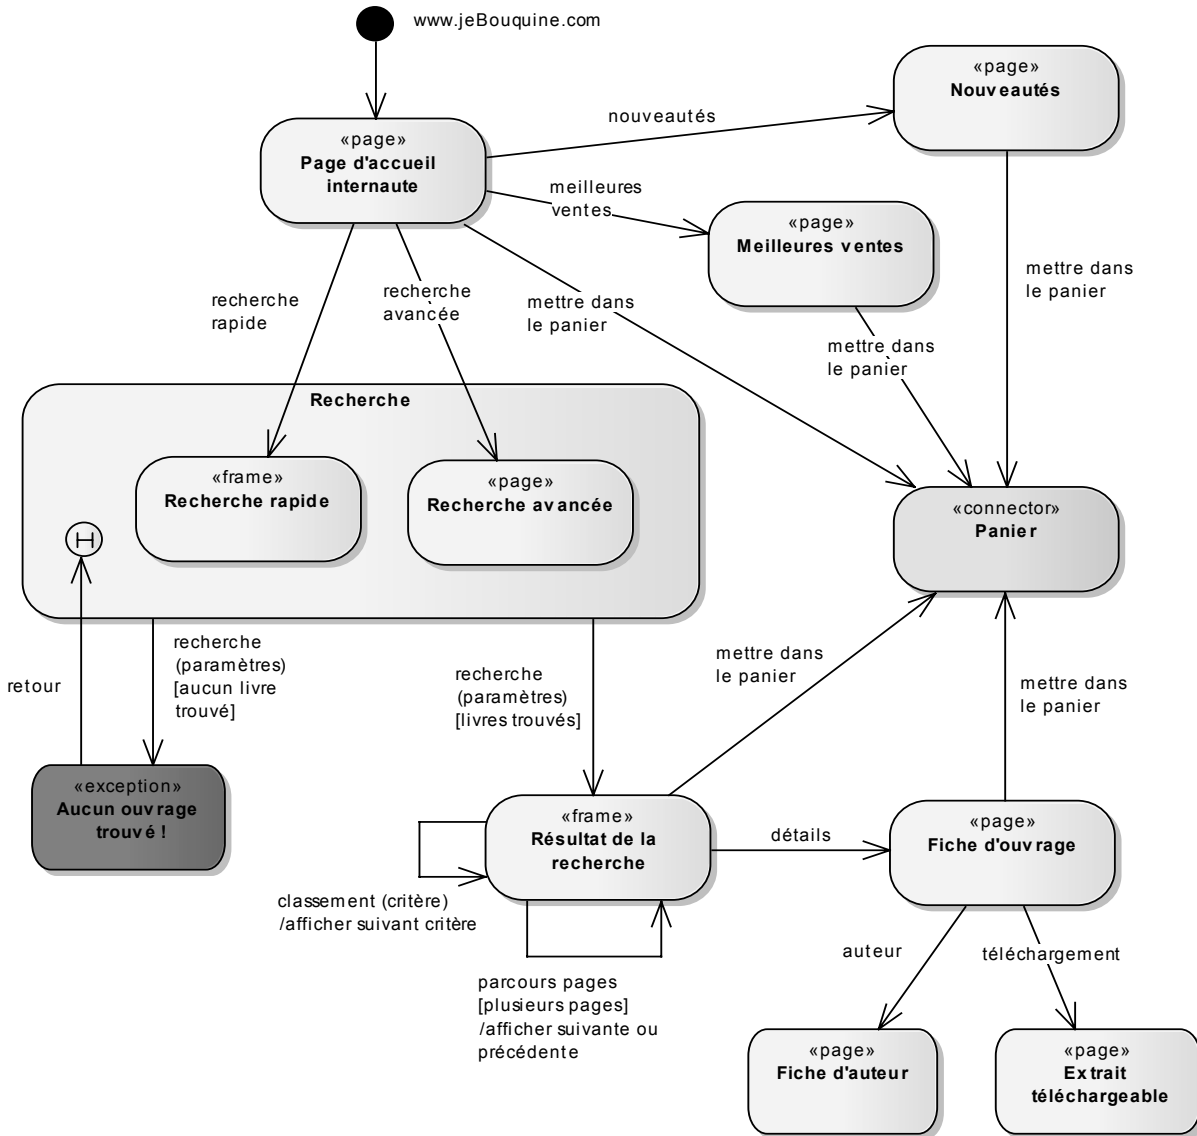 www.jeBouquine.com
«page»
Nouveautés
nouveautés
«page»
Page d'accueil
internaute
meilleures
ventes
«page»
Meilleures ventes
recherche
rapide
recherche
avancée
mettre dans
le panier
mettre dans
le panier
mettre dans
le panier
Recherche
«frame»
Recherche rapide
«page»
Recherche avancée
H
«connector»
Panier
retour
recherche
(paramètres)
[aucun livre
trouvé]
recherche
(paramètres)
[livres trouvés]
mettre dans
le panier
mettre dans
le panier
«exception»
Aucun ouvrage
trouvé !
«frame»
Résultat de la
recherche
détails
«page»
Fiche d'ouvrage
classement (critère)
/afficher suivant critère
parcours pages
[plusieurs pages]
/afficher suivante ou
précédente
auteur
téléchargement
«page»
Fiche d'auteur
«page»
Extrait
téléchargeable